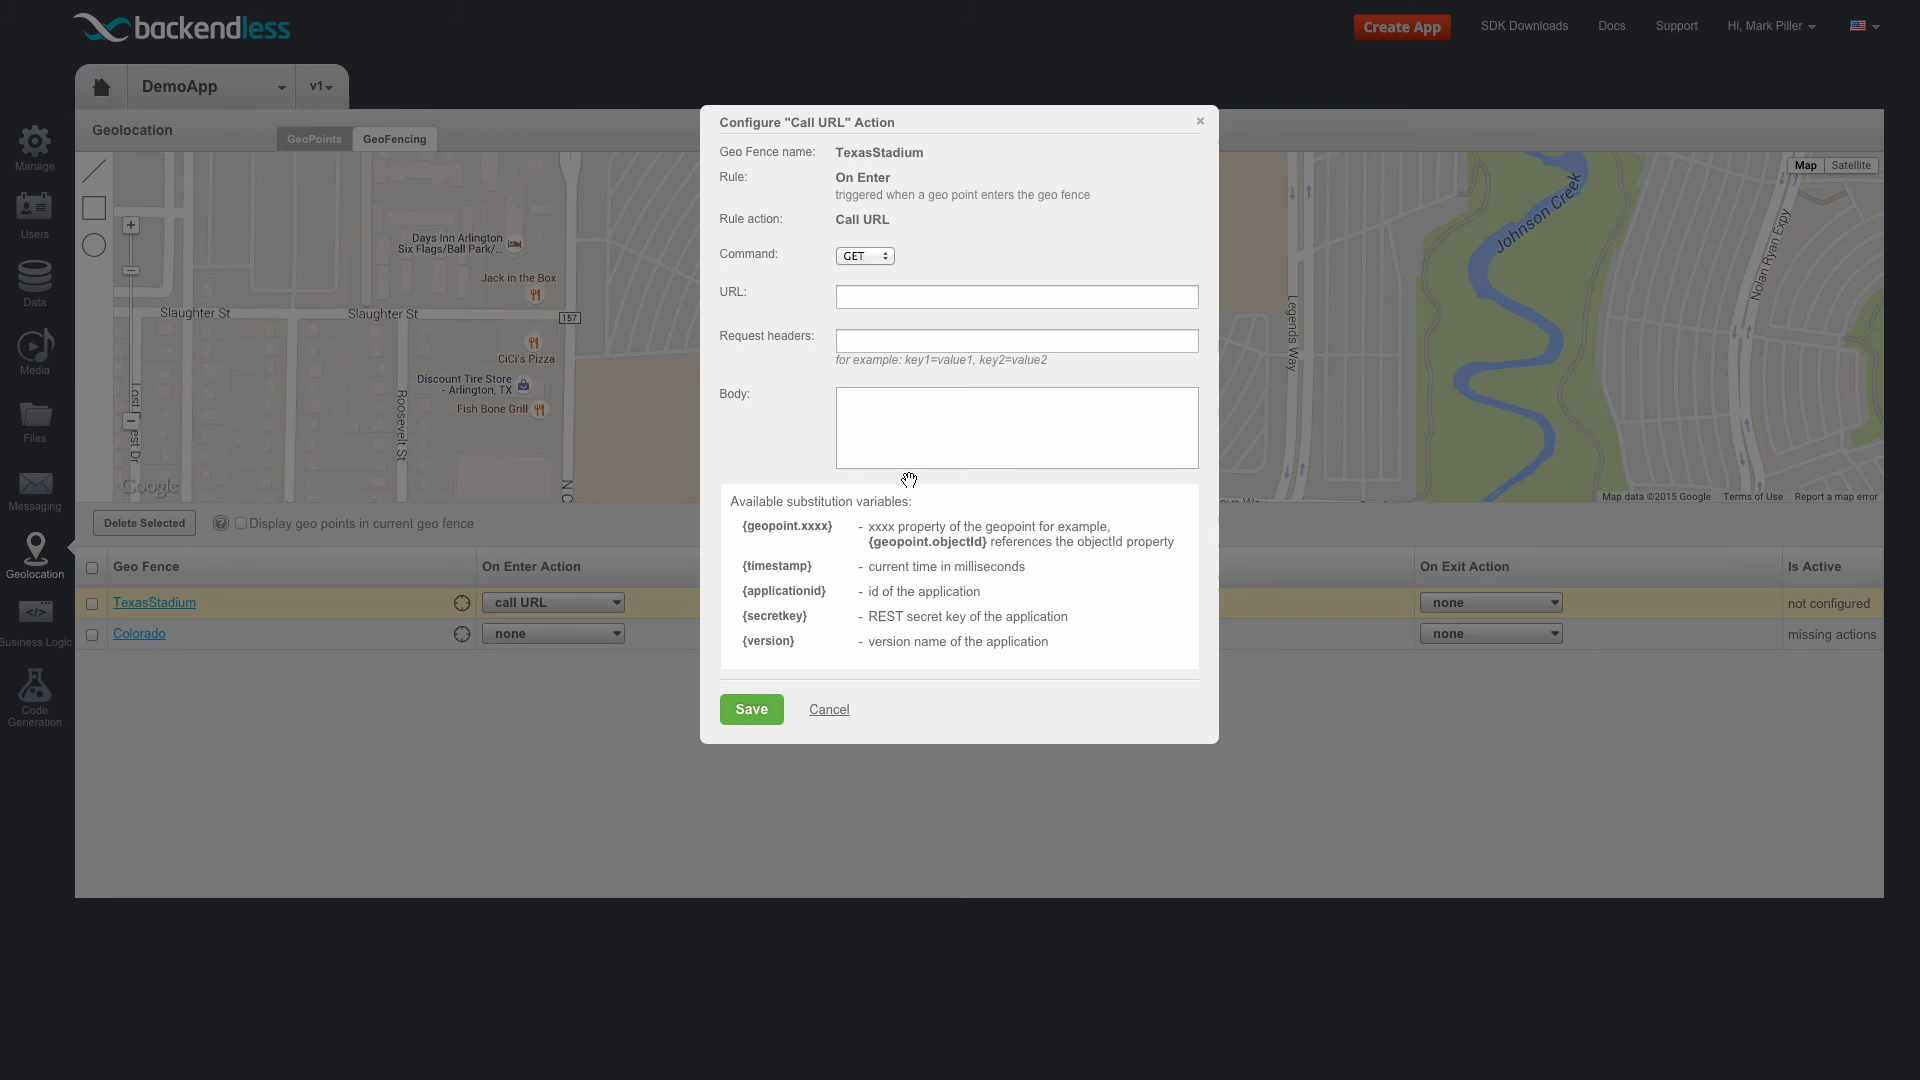 backendless
Create App
SDK Downloads
Docs
Support
Hi, Mark Piller
DemoApp
v1
Geolocation
GeoPoints
GeoFencing
Manage
Users
Data
Media
Files
Messaging
Geolocation
Business Logic
Code
Generation
Days Inn Arlington
Six Flags/Ball Park/...
Jack in the Box
Slaughter St
Slaughter St
157
CiCi's Pizza
Discount Tire Store
- Arlington, TX
Fish Bone Grill
Roosevelt St
N C
Google
Map
Satellite
Johnson Creek
Nolan Ryan Expy
Legends Way
Map data ©2015 Google
Terms of Use
Report a map error
Configure "Call URL" Action
×
Geo Fence name:
TexasStadium
Rule:
On Enter
triggered when a geo point enters the geo fence
Rule action:
Call URL
Command:
GET
URL:
Request headers:
for example: key1=value1, key2=value2
Body:
Available substitution variables:
{geopoint.xxxx} - xxxx property of the geopoint for example,
{geopoint.objectId} references the objectId property
{timestamp} - current time in milliseconds
{applicationid} - id of the application
{secretkey} - REST secret key of the application
{version} - version name of the application
Save
Cancel
Delete Selected
Display geo points in current geo fence
Geo Fence
On Enter Action
On Exit Action
Is Active
TexasStadium
call URL
none
not configured
Colorado
none
none
missing actions